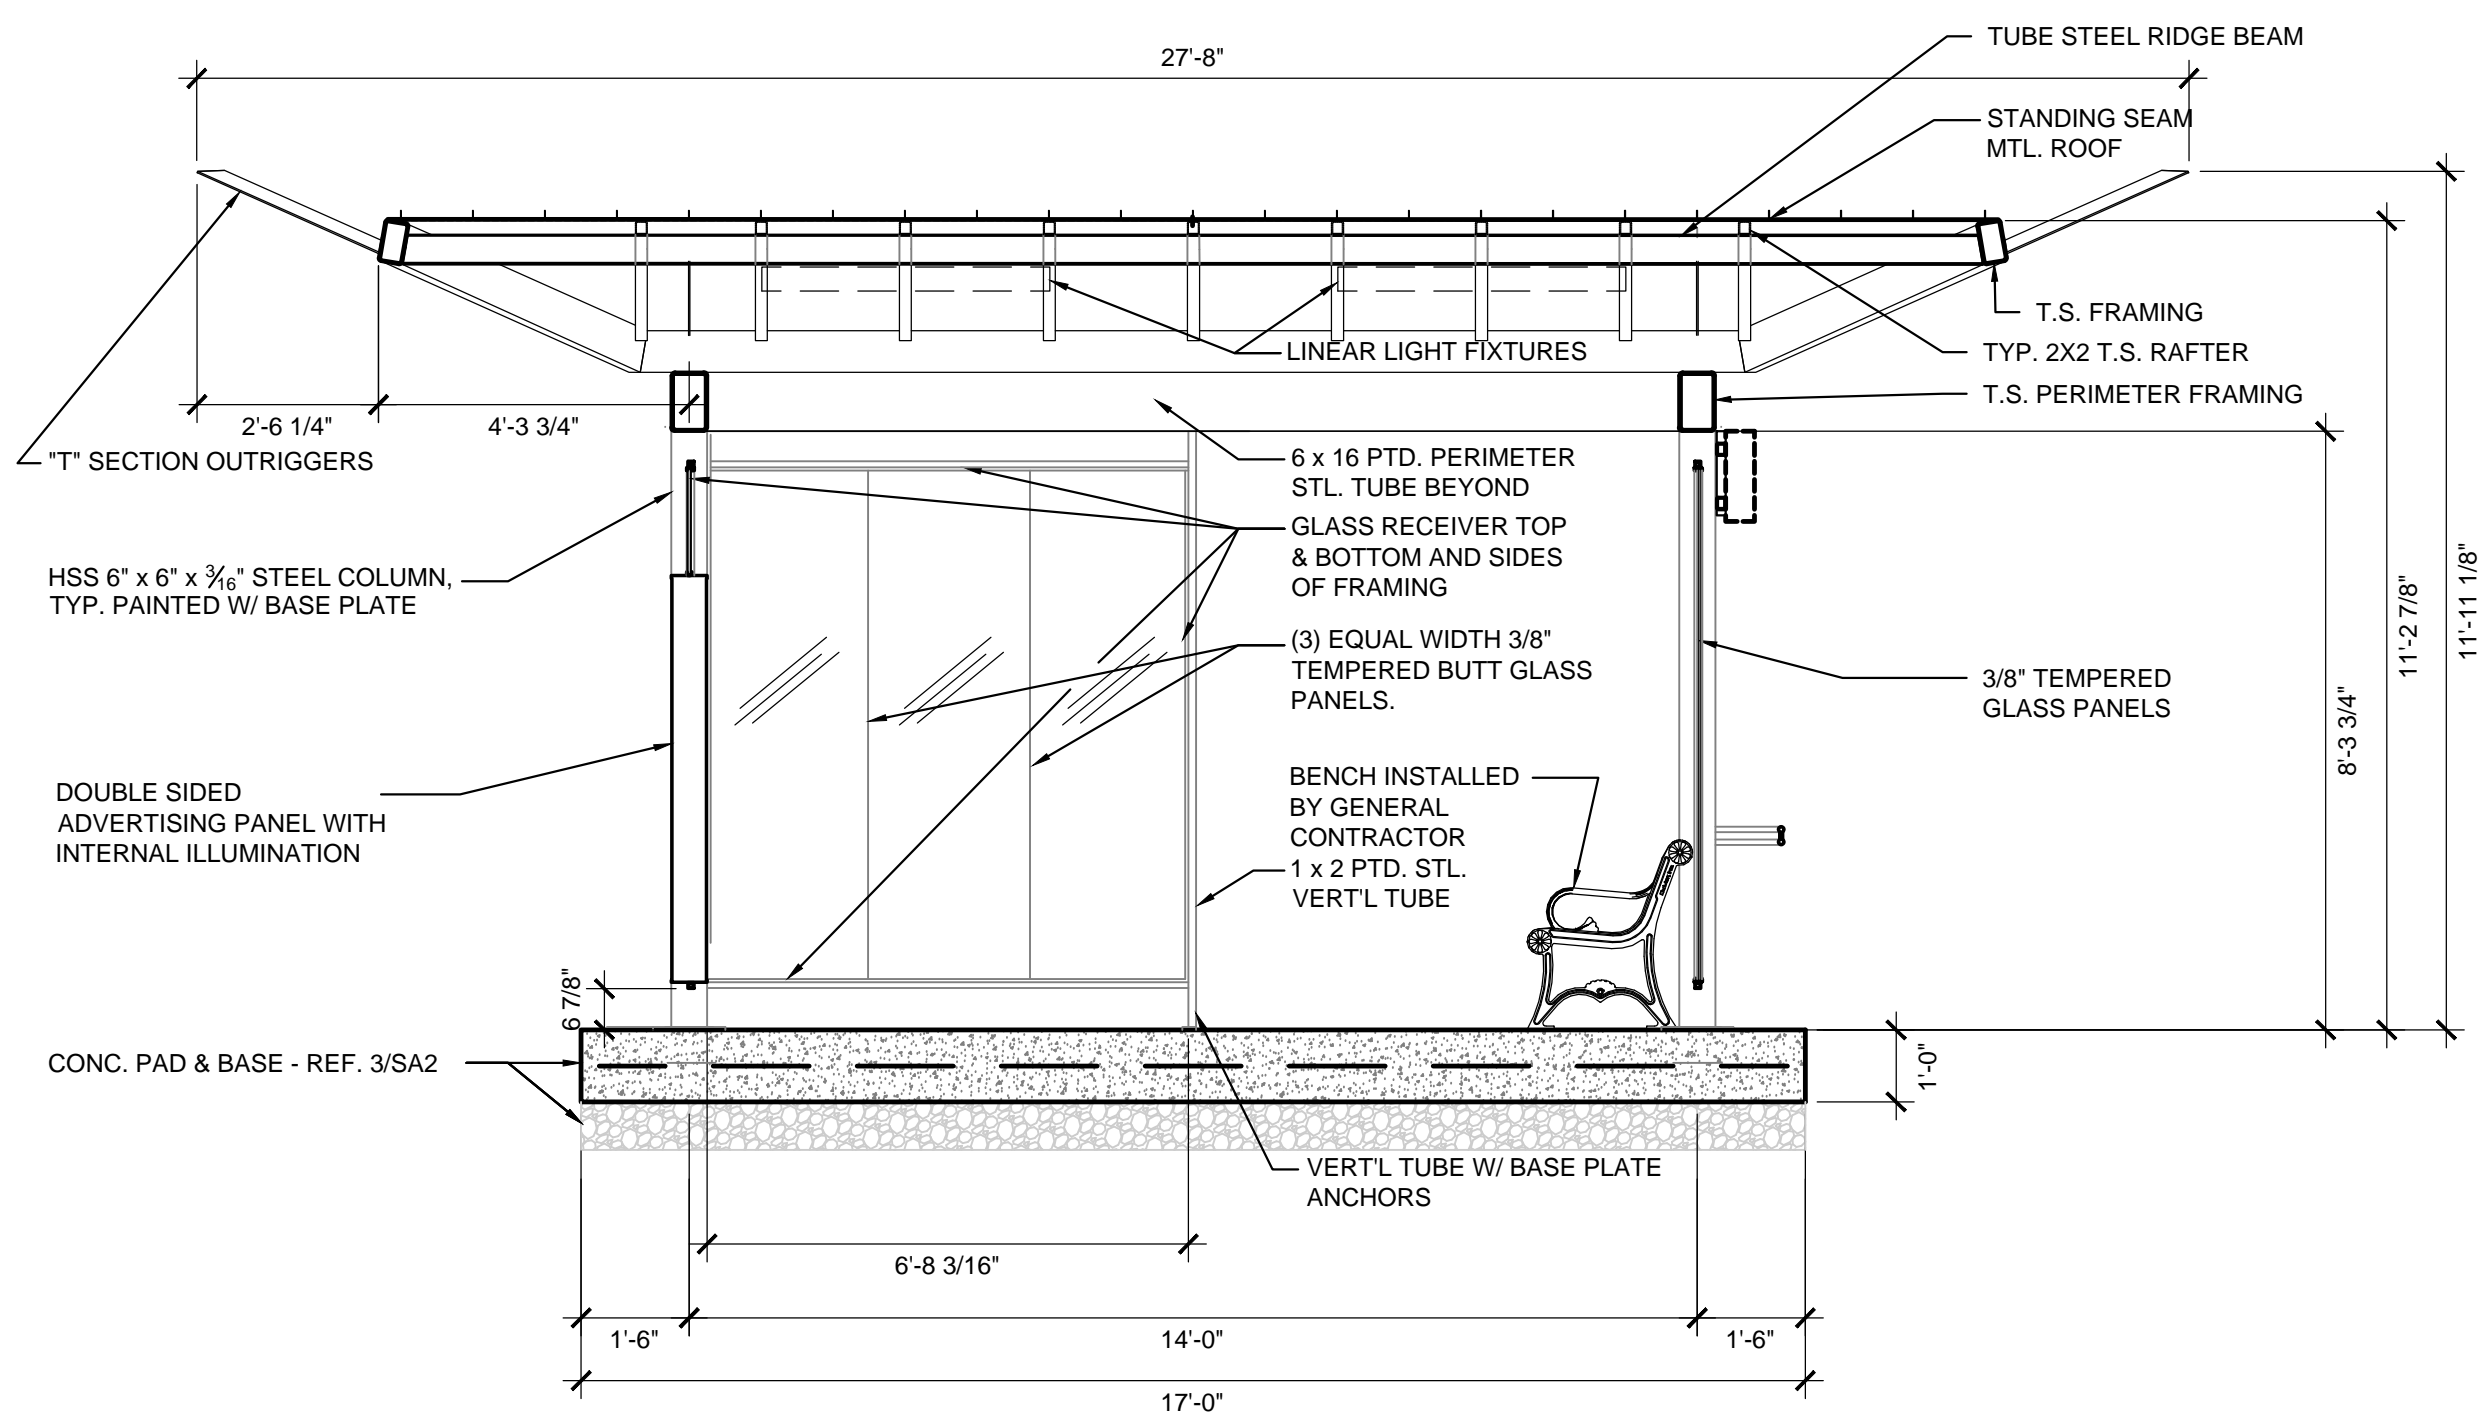 27'-8"
TUBE STEEL RIDGE BEAM
STANDING SEAM
MTL. ROOF
T.S. FRAMING
LINEAR LIGHT FIXTURES
TYP. 2X2 T.S. RAFTER
T.S. PERIMETER FRAMING
2'-6 1/4"
4'-3 3/4"
"T" SECTION OUTRIGGERS
6 x 16 PTD. PERIMETER
STL. TUBE BEYOND
GLASS RECEIVER TOP
& BOTTOM AND SIDES
OF FRAMING
HSS 6" x 6" x 3/16" STEEL COLUMN,
TYP. PAINTED W/ BASE PLATE
(3) EQUAL WIDTH 3/8"
TEMPERED BUTT GLASS
PANELS.
3/8" TEMPERED
GLASS PANELS
8'-3 3/4"
11'-2 7/8"
11'-11 1/8"
DOUBLE SIDED
ADVERTISING PANEL WITH
INTERNAL ILLUMINATION
BENCH INSTALLED
BY GENERAL
CONTRACTOR
1 x 2 PTD. STL.
VERT'L TUBE
6 7/8"
CONC. PAD & BASE - REF. 3/SA2
1'-0"
VERT'L TUBE W/ BASE PLATE
ANCHORS
6'-8 3/16"
1'-6"
14'-0"
1'-6"
17'-0"